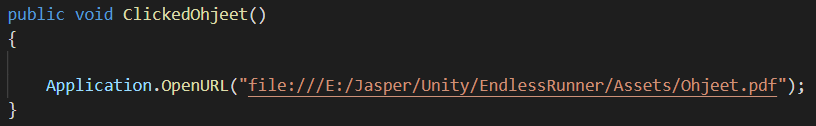 public void ClickedOhjeet()
{
Application.OpenURL("file:///E:/Jasper/Unity/EndlessRunner/Assets/Ohjeet.pdf");
}